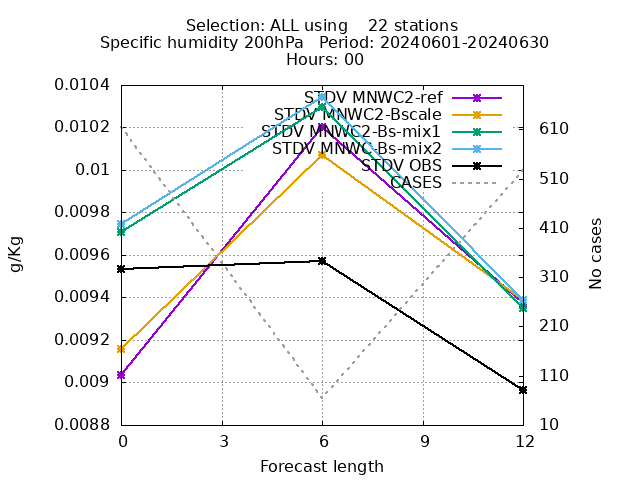 Selection: ALL using    22 stations
Specific humidity 200hPa   Period: 20240601-20240630
Hours: 00
STDV MNWC2-ref
STDV MNWC2-Bscale
STDV MNWC2-Bs-mix1
STDV MNWC-Bs-mix2
STDV OBS
CASES
0.0104
0.0102
0.01
0.0098
0.0096
0.0094
0.0092
0.009
0.0088
g/Kg
610
510
410
310
210
110
10
No cases
0 3 6 9 12
Forecast length